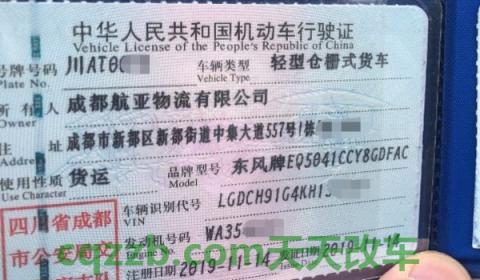 中华人民共和国机动车行驶证
Vehicle License of the People's Republic of China
号牌号码 川AT0 车辆类型 轻型仓栅式货车
Plate No. Vehicle Type
所有人 成都航亚物流有限公司
Owner
住址 成都市新都区新都街道中集大道557号1栋
Address
使用性质 货运 品牌型号 东风牌EQ5041CCY8GDFAC
Use Character Model
车辆识别代号 LGDCH91G4KH1
VIN
四川省成都 发动机号码 WA35
市公安局交
注册日期 2019-11-14 2019-11-14
cqzzb.com天天改车